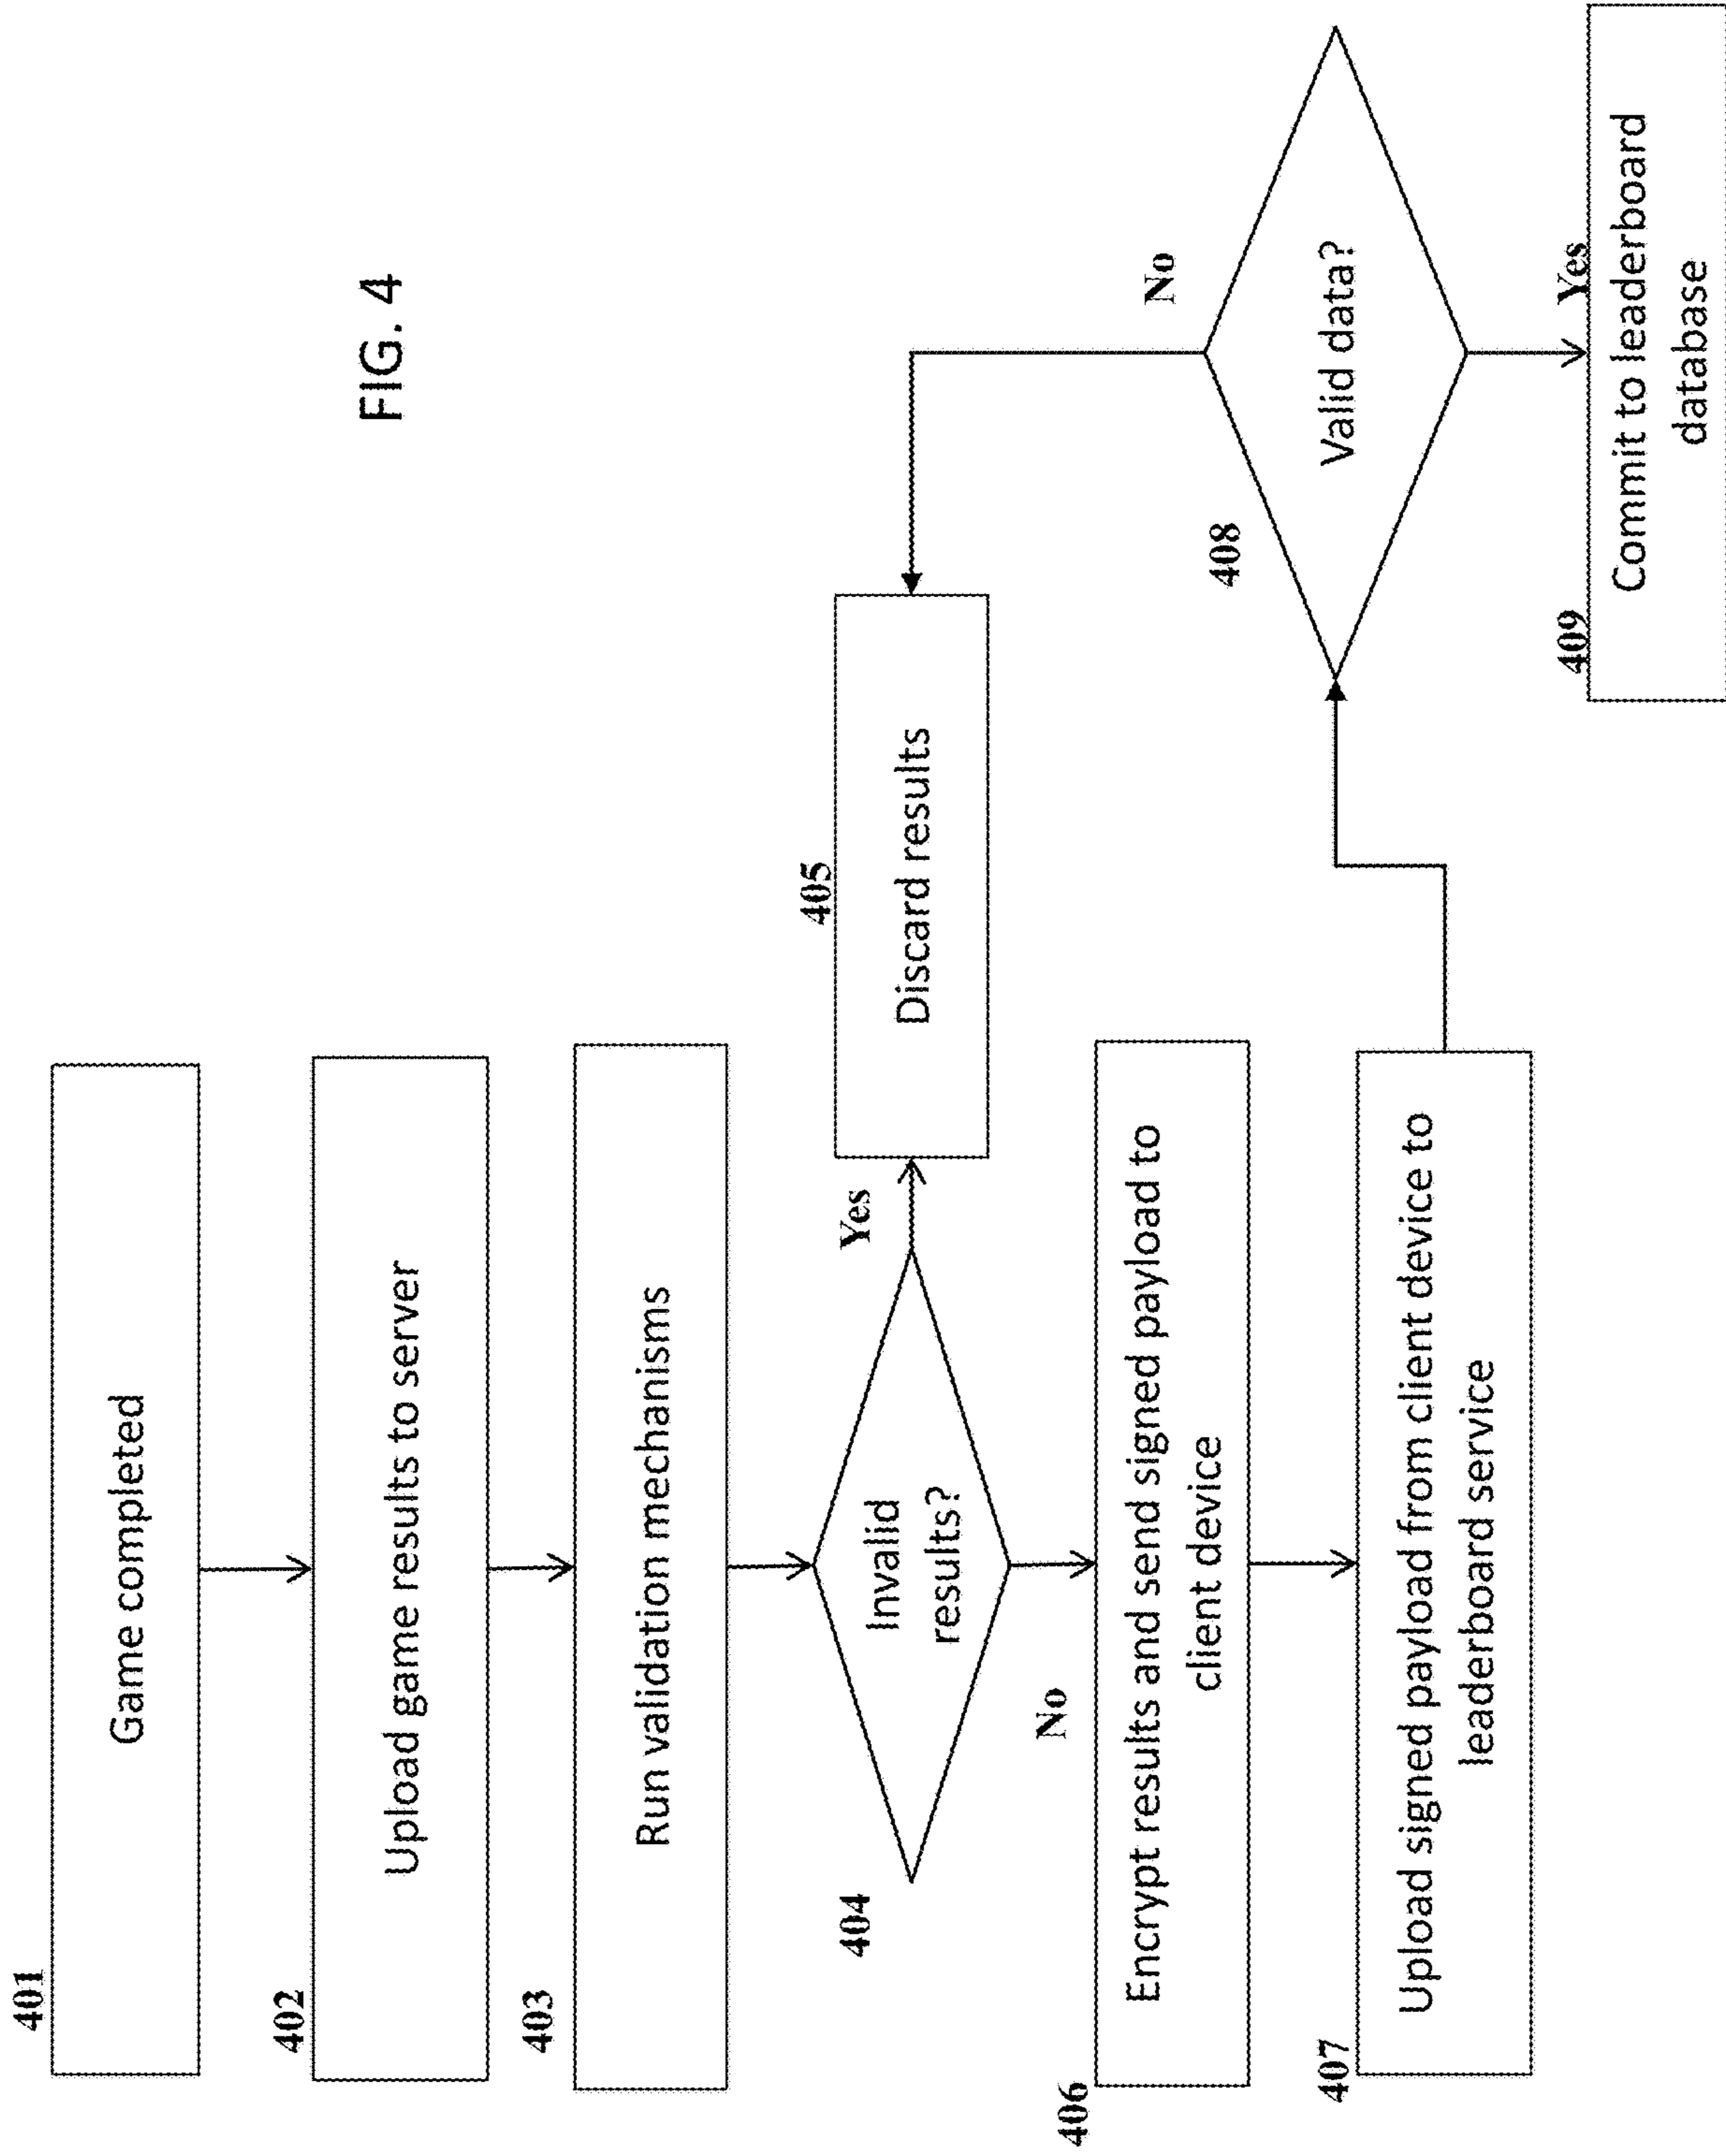 FIG. 4
401
Game completed
402
Upload game results to server
403
Run validation mechanisms
404
Invalid
results?
Yes
405
Discard results
No
406
Encrypt results and send signed payload to
client device
407
Upload signed payload from client device to
leaderboard service
408
Valid data?
No
Yes
409
Commit to leaderboard
database